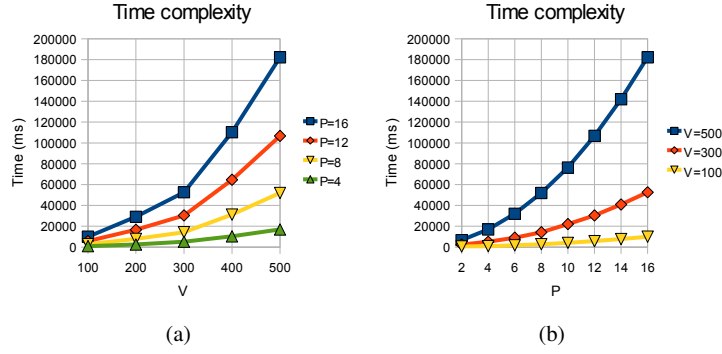 Time complexity
200000
180000
160000
140000
120000
100000
80000
60000
40000
20000
0
Time (ms)
100 200 300 400 500
V
P=16
P=12
P=8
P=4
(a)
Time complexity
200000
180000
160000
140000
120000
100000
80000
60000
40000
20000
0
Time (ms)
2 4 6 8 10 12 14 16
P
V=500
V=300
V=100
(b)